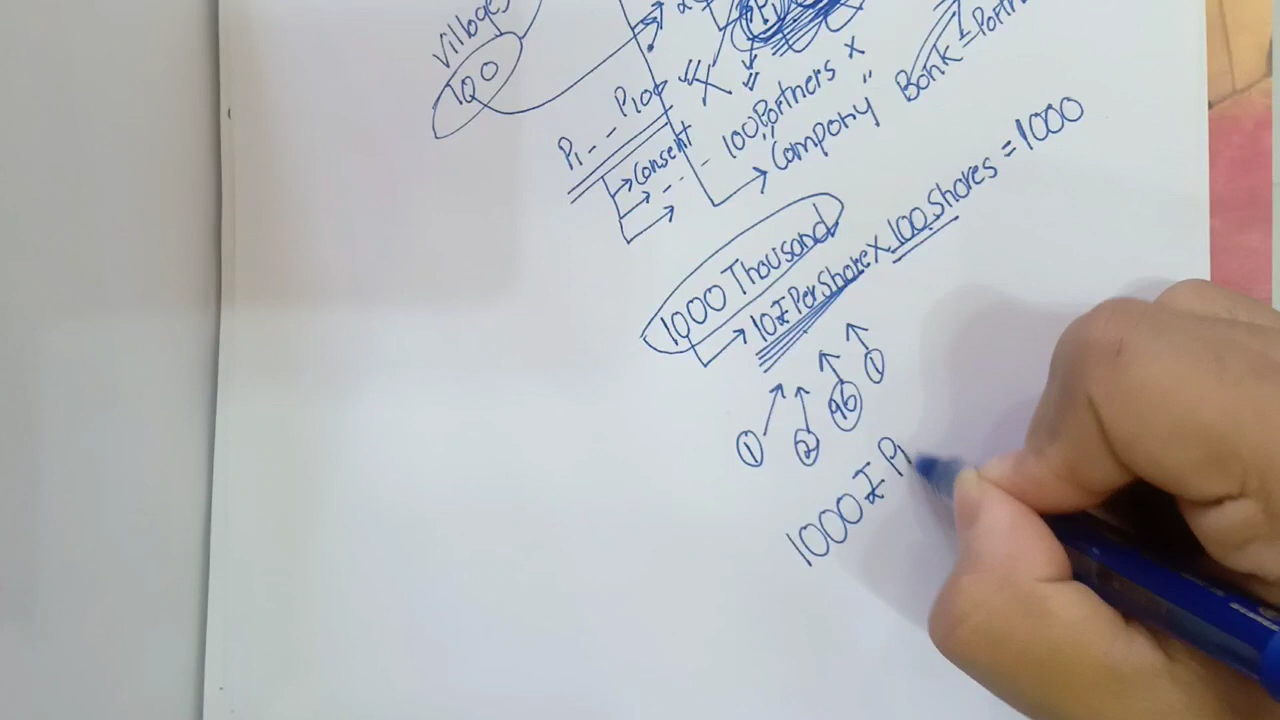 Villages
100
P1 - - P100
Consent
- 100 Partners x
"Company"
Bank -
1000 Thousand
10₹ Per Share x 100 Shares = 1000
1 2 96 1
1000 ₹ P